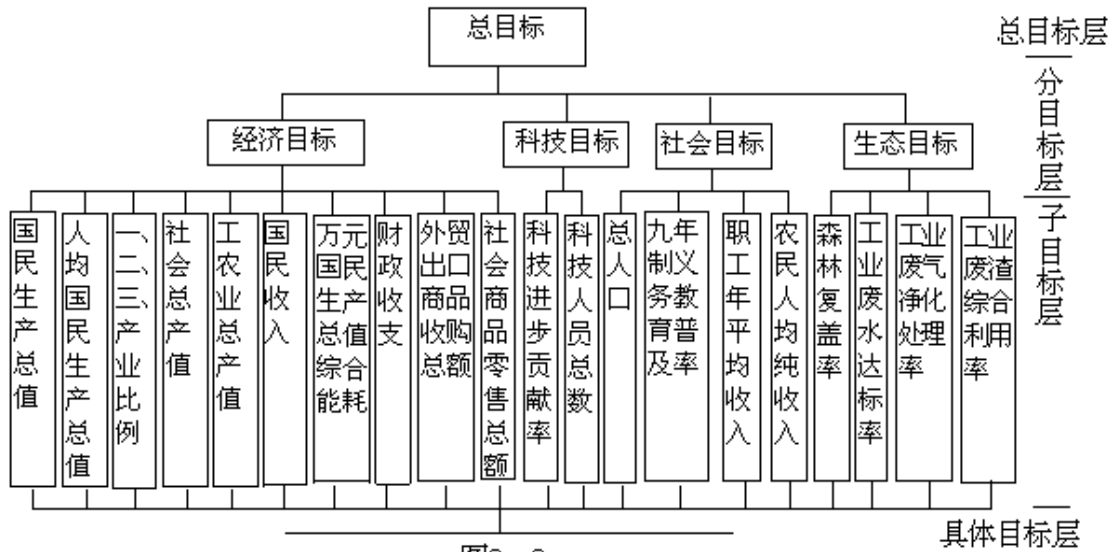 总目标
总目标层
经济目标
科技目标
社会目标
生态目标
分目标层
国民生产总值
人均国民生产总值
一、二、三、产业比例
社会总产值
工农业总产值
国民收入
万元国民生产总值综合能耗
财政收支
外贸出口商品收购总额
社会商品零售总额
科技进步贡献率
科技人员总数
总人口
九年制义务教育普及率
职工年平均收入
农民人均纯收入
森林复盖率
工业废水达标率
工业废气净化处理率
工业废渣综合利用率
子目标层
具体目标层